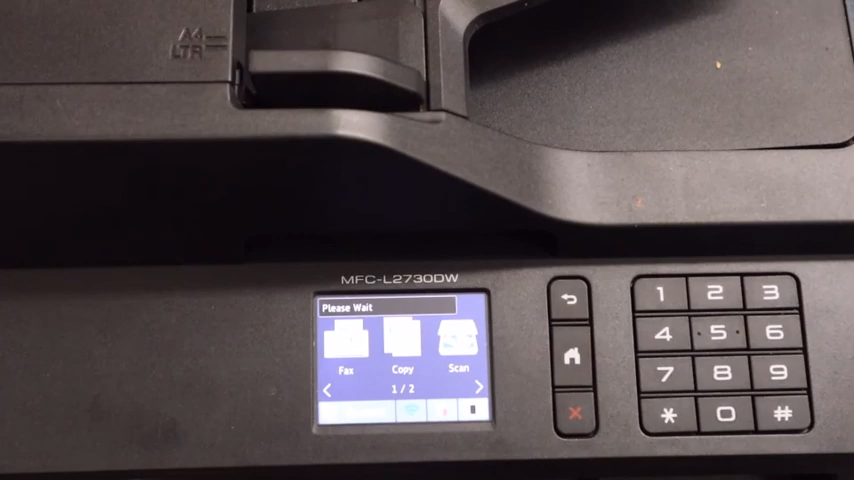 A4
LTR
MFC-L2730DW
Please Wait
Fax Copy Scan
< 1 / 2 >
1 2 3
4 5 6
7 8 9
* 0 #